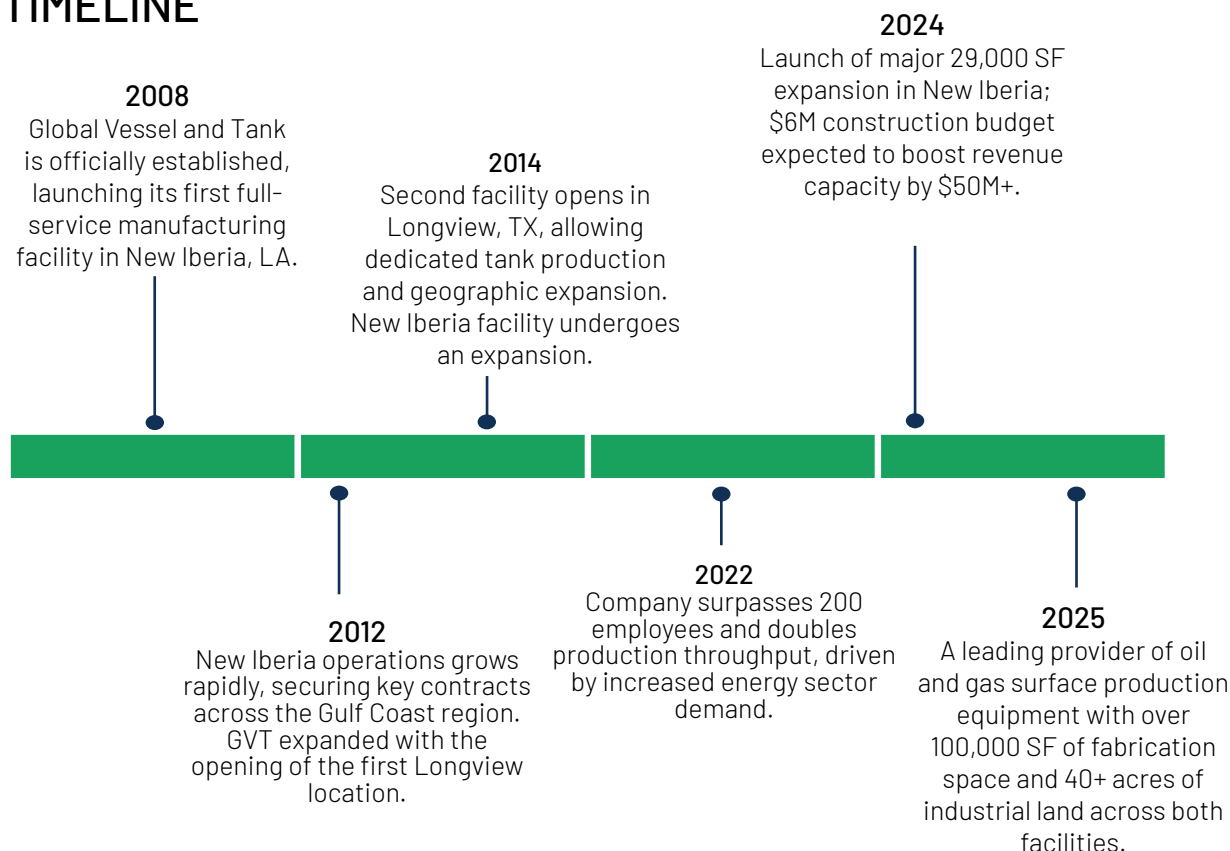 TIMELINE
2008
Global Vessel and Tank
is officially established,
launching its first full-
service manufacturing
facility in New Iberia, LA.
2014
Second facility opens in
Longview, TX, allowing
dedicated tank production
and geographic expansion.
New Iberia facility undergoes
an expansion.
2024
Launch of major 29,000 SF
expansion in New Iberia;
$6M construction budget
expected to boost revenue
capacity by $50M+.
2012
New Iberia operations grows
rapidly, securing key contracts
across the Gulf Coast region.
GVT expanded with the
opening of the first Longview
location.
2022
Company surpasses 200
employees and doubles
production throughput, driven
by increased energy sector
demand.
2025
A leading provider of oil
and gas surface production
equipment with over
100,000 SF of fabrication
space and 40+ acres of
industrial land across both
facilities.